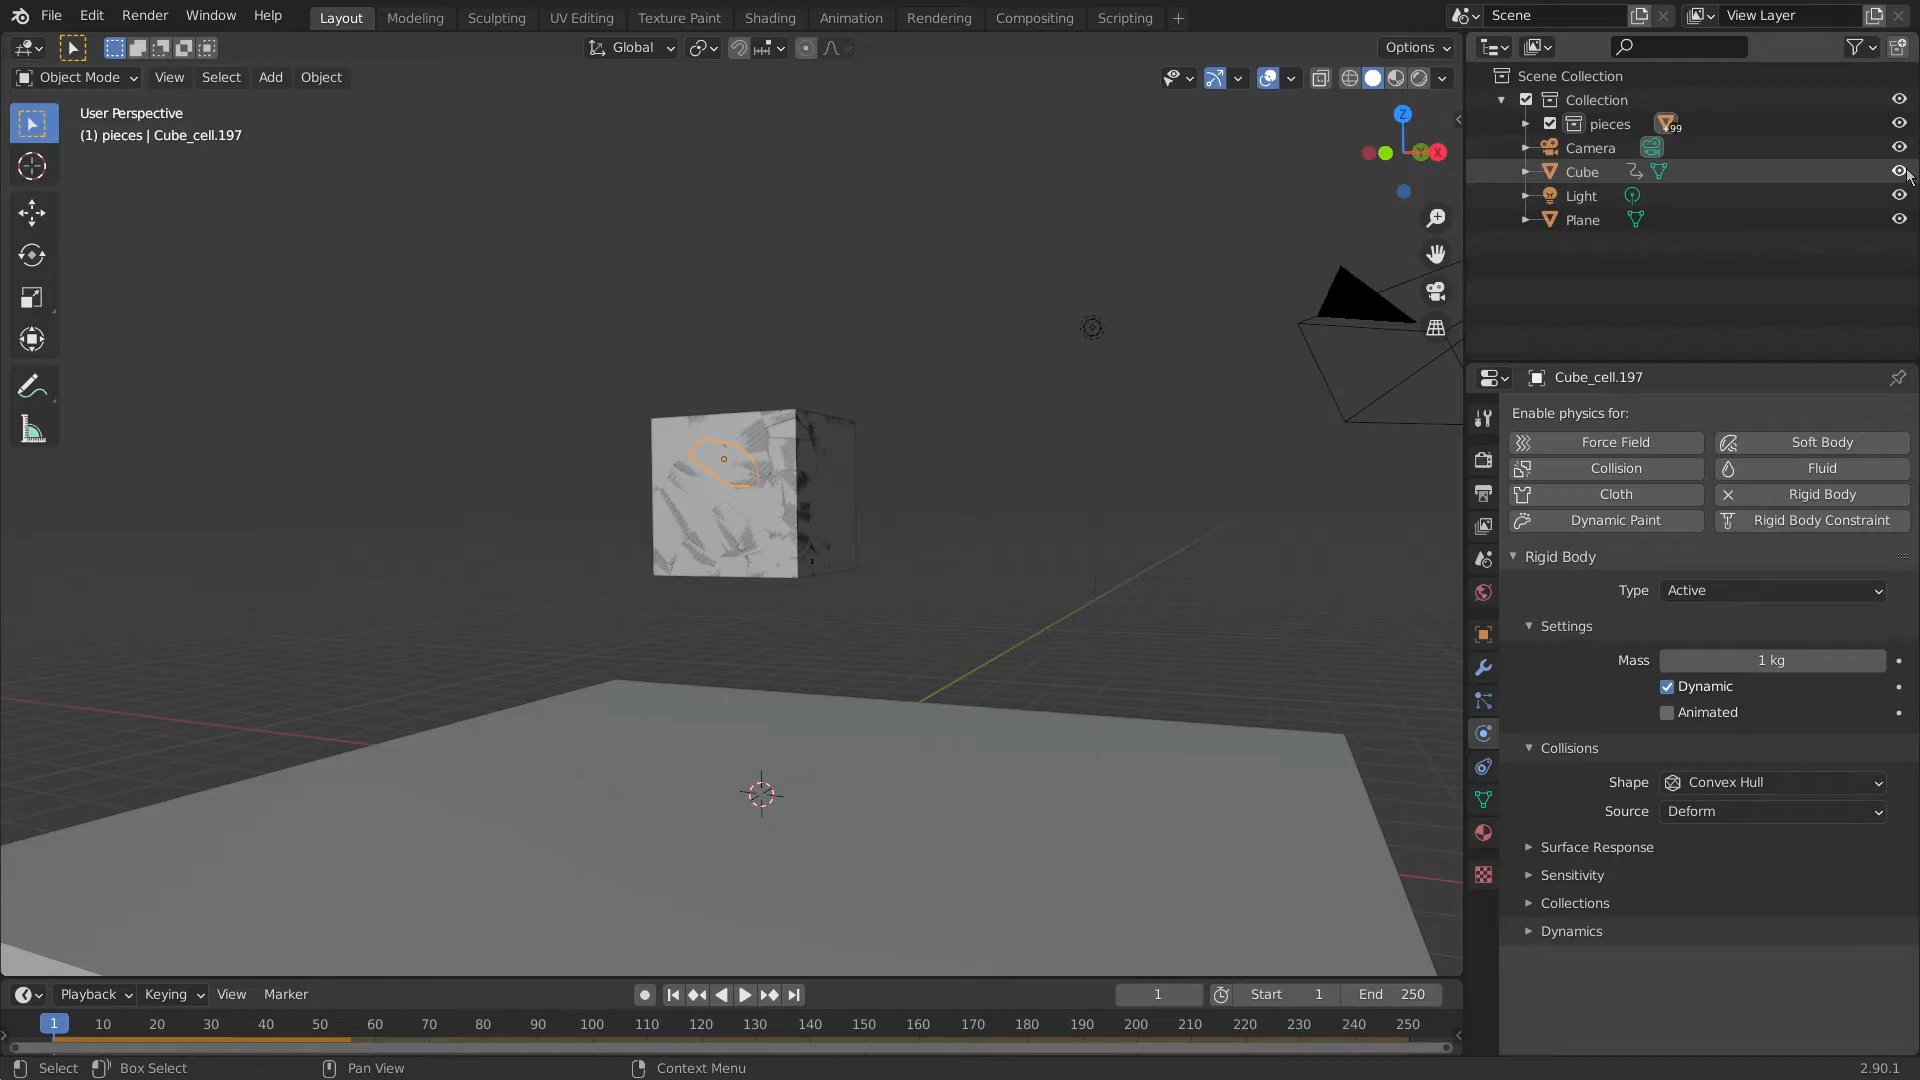 File Edit Render Window Help Layout Modeling Sculpting UV Editing Texture Paint Shading Animation Rendering Compositing Scripting + Scene View Layer
Global Options
Object Mode View Select Add Object
User Perspective
(1) pieces | Cube_cell.197
Z
Y
X
Scene Collection
Collection
pieces 99
Camera
Cube
Light
Plane
Cube_cell.197
Enable physics for:
Force Field Soft Body
Collision Fluid
Cloth Rigid Body
Dynamic Paint Rigid Body Constraint
Rigid Body
Type Active
Settings
Mass 1 kg
Dynamic
Animated
Collisions
Shape Convex Hull
Source Deform
Surface Response
Sensitivity
Collections
Dynamics
Playback Keying View Marker 1 Start 1 End 250
1 10 20 30 40 50 60 70 80 90 100 110 120 130 140 150 160 170 180 190 200 210 220 230 240 250
Select Box Select Pan View Context Menu 2.90.1